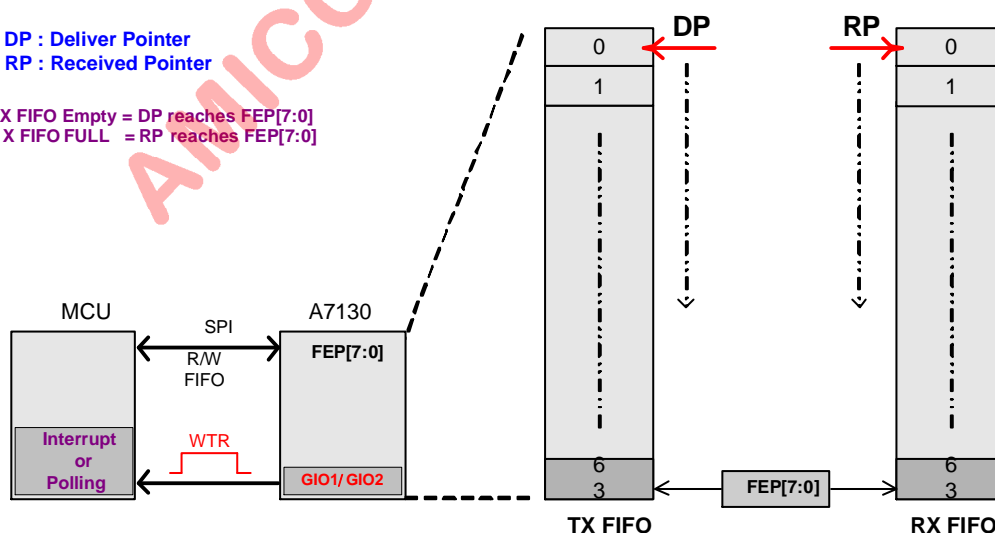 DP : Deliver Pointer
RP : Received Pointer
X FIFO Empty = DP reaches FEP[7:0]
X FIFO FULL = RP reaches FEP[7:0]
AMICC
DP
RP
0
0
1
1
MCU
SPI
A7130
R/W
FIFO
FEP[7:0]
Interrupt
or
Polling
WTR
GIO1/ GIO2
6
3
FEP[7:0]
6
3
TX FIFO
RX FIFO